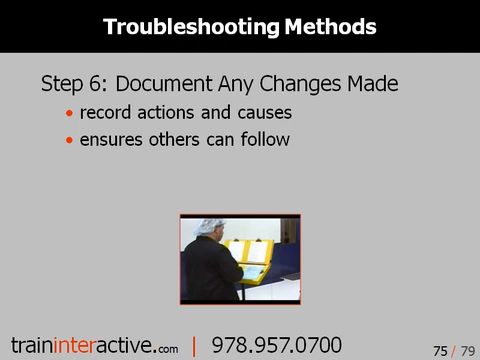 Troubleshooting Methods
Step 6: Document Any Changes Made
• record actions and causes
• ensures others can follow
traininteractive.com | 978.957.0700
75 / 79